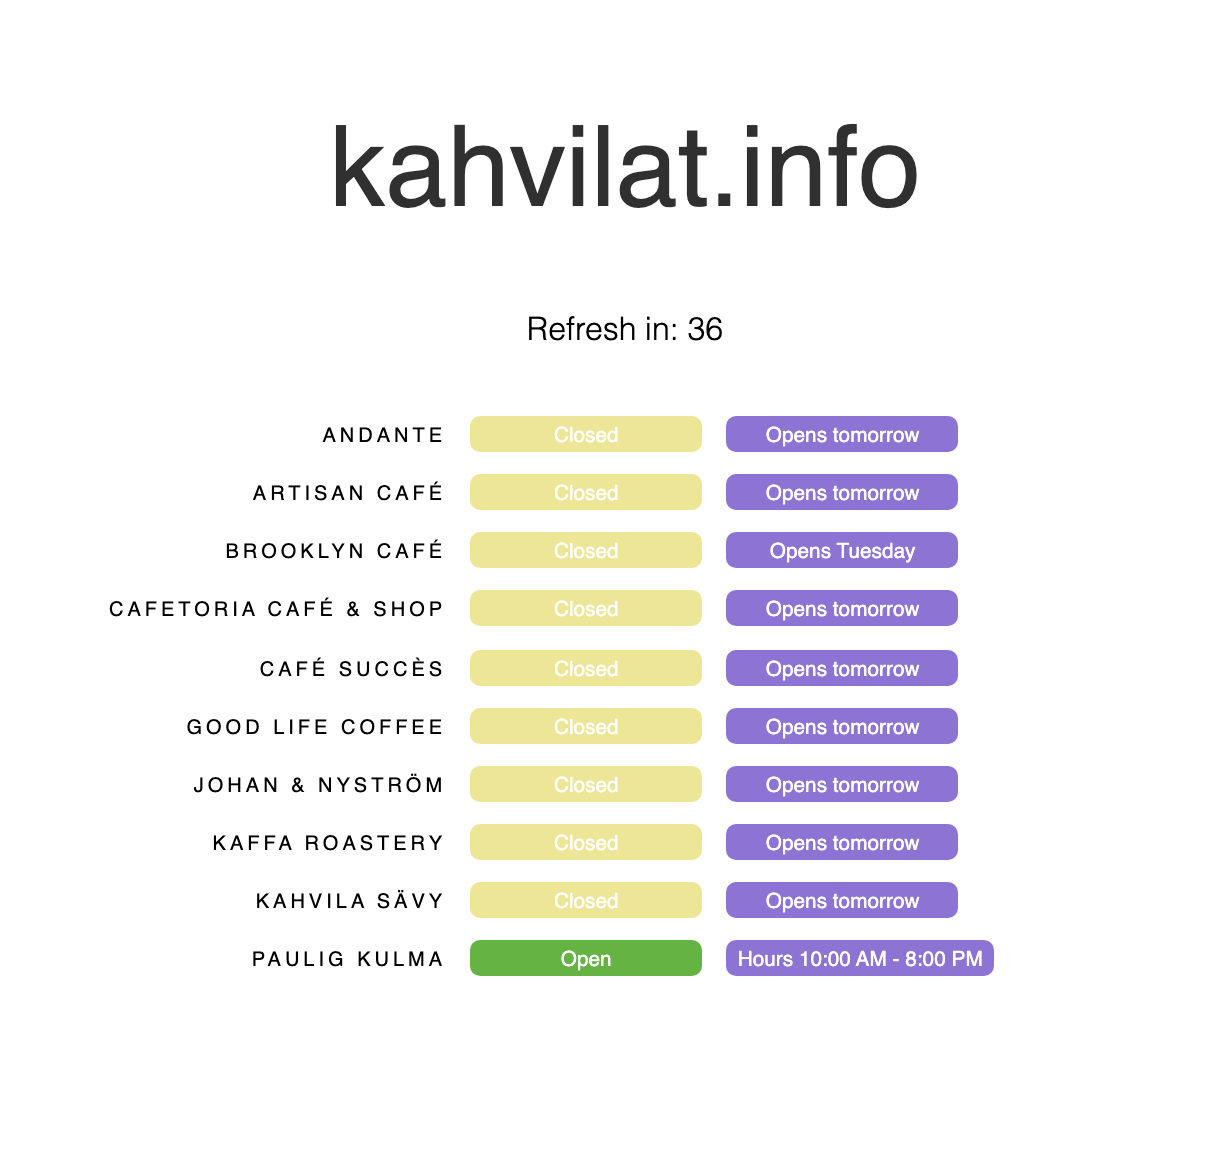 kahvilat.info
Refresh in: 36
ANDANTE Closed Opens tomorrow
ARTISAN CAFÉ Closed Opens tomorrow
BROOKLYN CAFÉ Closed Opens Tuesday
CAFETORIA CAFÉ & SHOP Closed Opens tomorrow
CAFÉ SUCCÈS Closed Opens tomorrow
GOOD LIFE COFFEE Closed Opens tomorrow
JOHAN & NYSTRÖM Closed Opens tomorrow
KAFFA ROASTERY Closed Opens tomorrow
KAHVILA SÄVY Closed Opens tomorrow
PAULIG KULMA Open Hours 10:00 AM - 8:00 PM